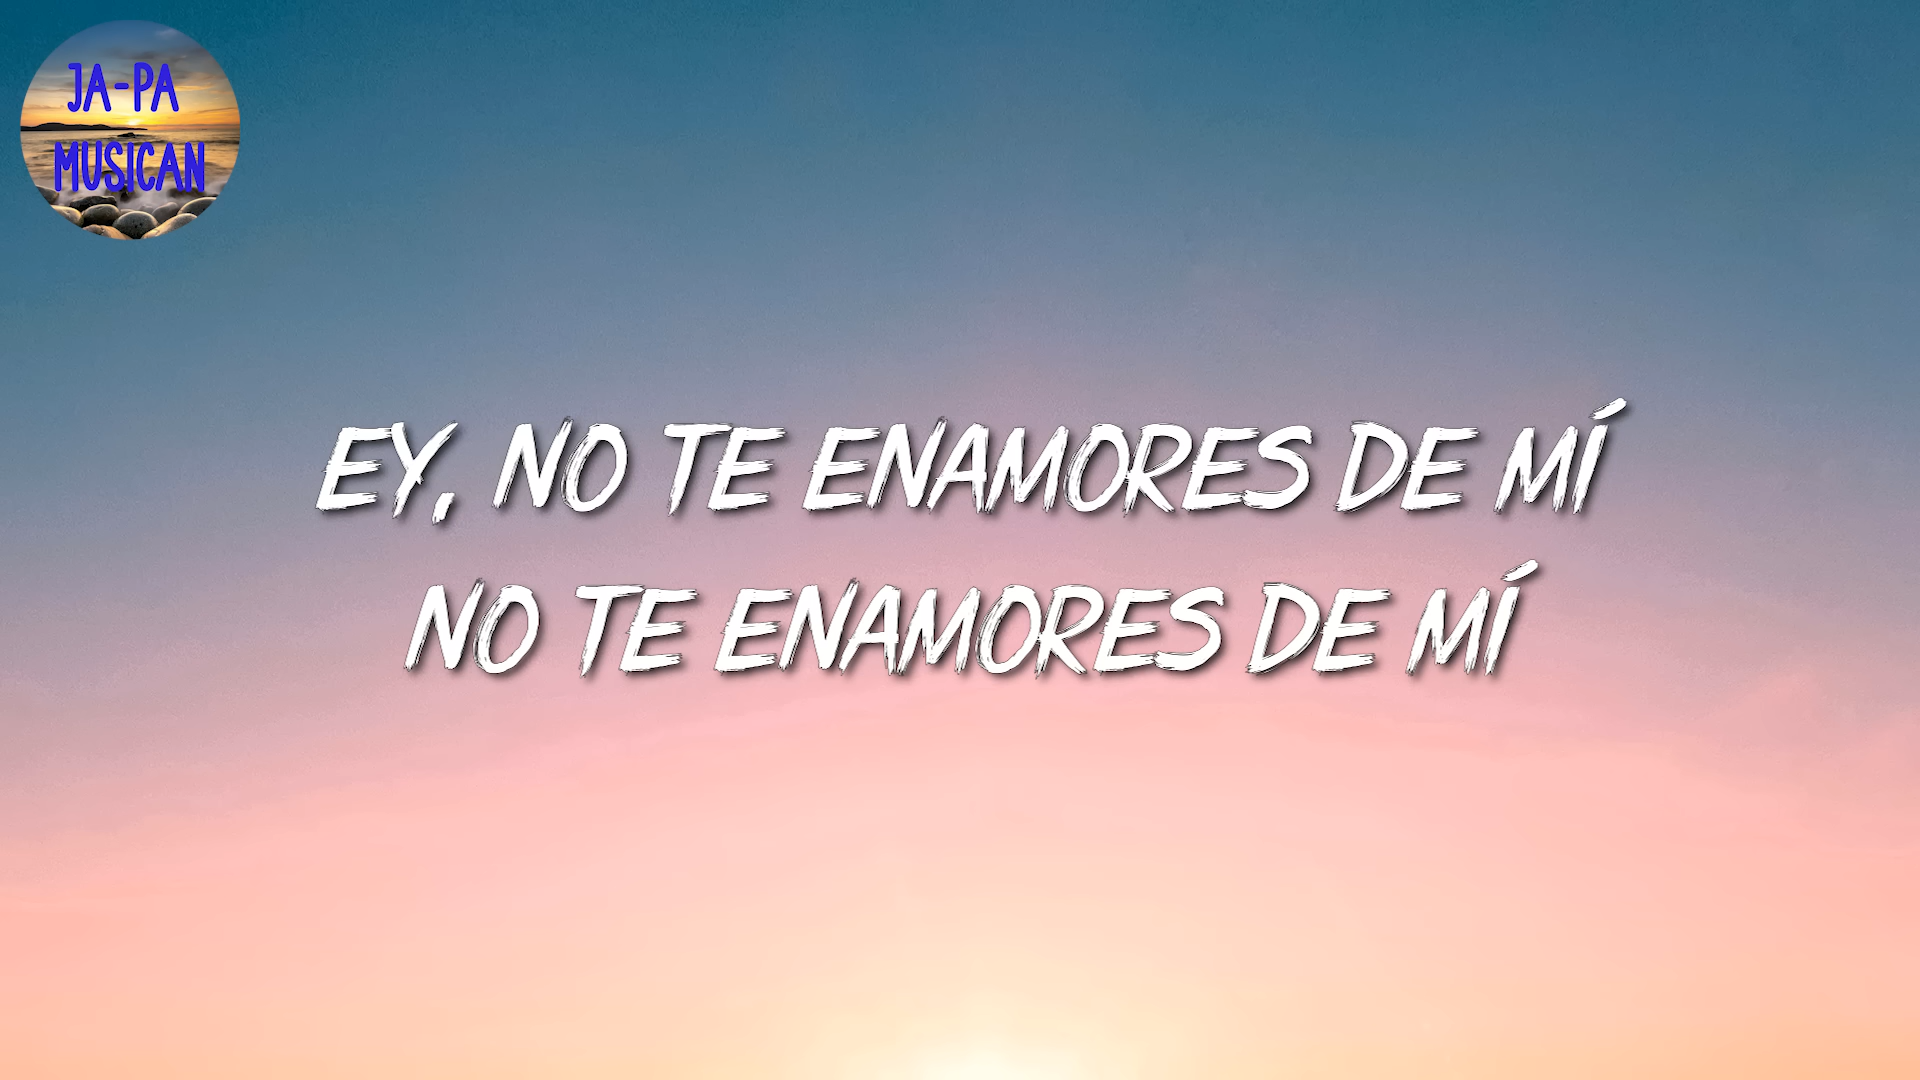 JA-PA
MUSICAN
EY, NO TE ENAMORES DE MÍ
NO TE ENAMORES DE MÍ